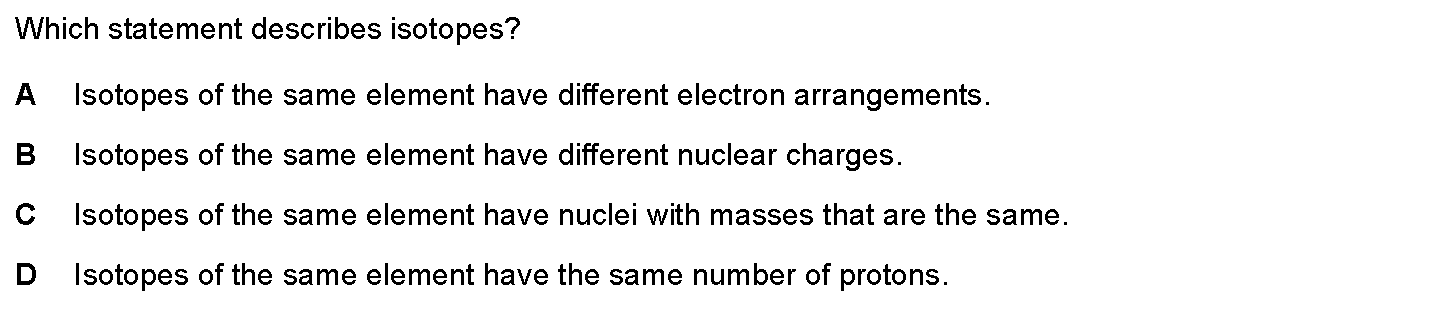 Which statement describes isotopes?
A Isotopes of the same element have different electron arrangements.
B Isotopes of the same element have different nuclear charges.
C Isotopes of the same element have nuclei with masses that are the same.
D Isotopes of the same element have the same number of protons.